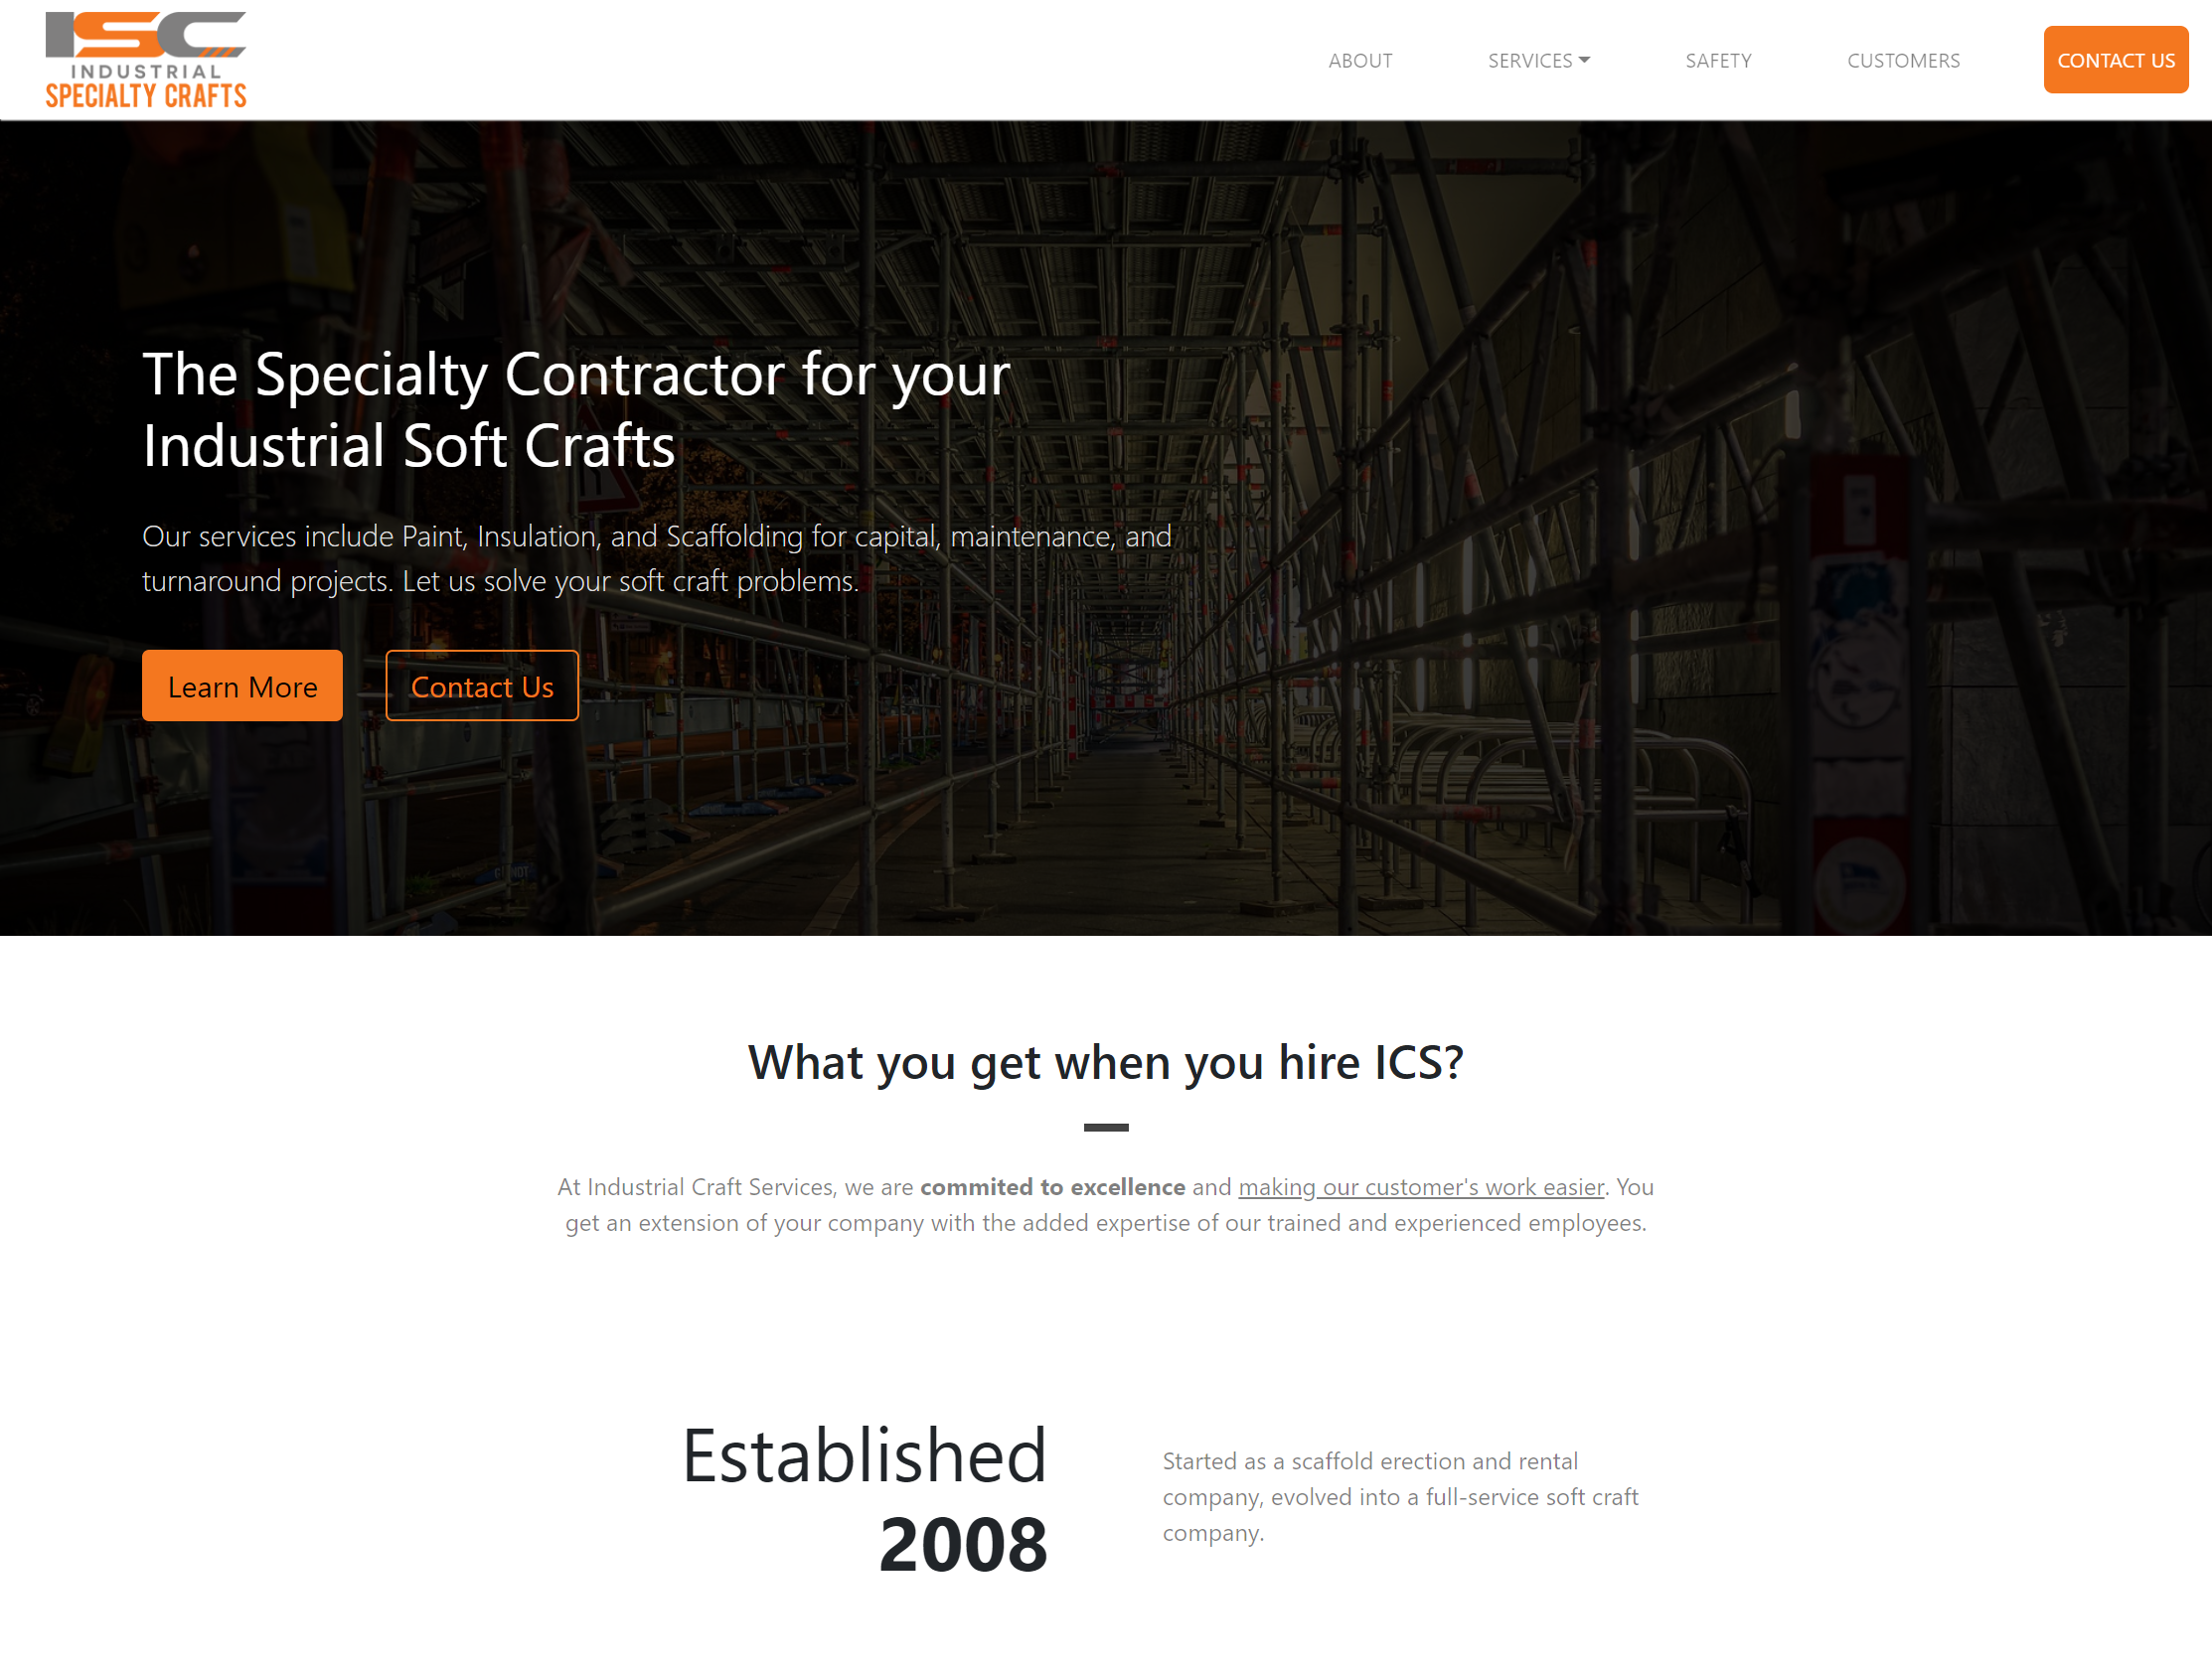 ISC
INDUSTRIAL
SPECIALTY CRAFTS
ABOUT
SERVICES
SAFETY
CUSTOMERS
CONTACT US
The Specialty Contractor for your
Industrial Soft Crafts
Our services include Paint, Insulation, and Scaffolding for capital, maintenance, and
turnaround projects. Let us solve your soft craft problems.
Learn More
Contact Us
What you get when you hire ICS?
At Industrial Craft Services, we are commited to excellence and making our customer's work easier. You
get an extension of your company with the added expertise of our trained and experienced employees.
Established
2008
Started as a scaffold erection and rental
company, evolved into a full-service soft craft
company.